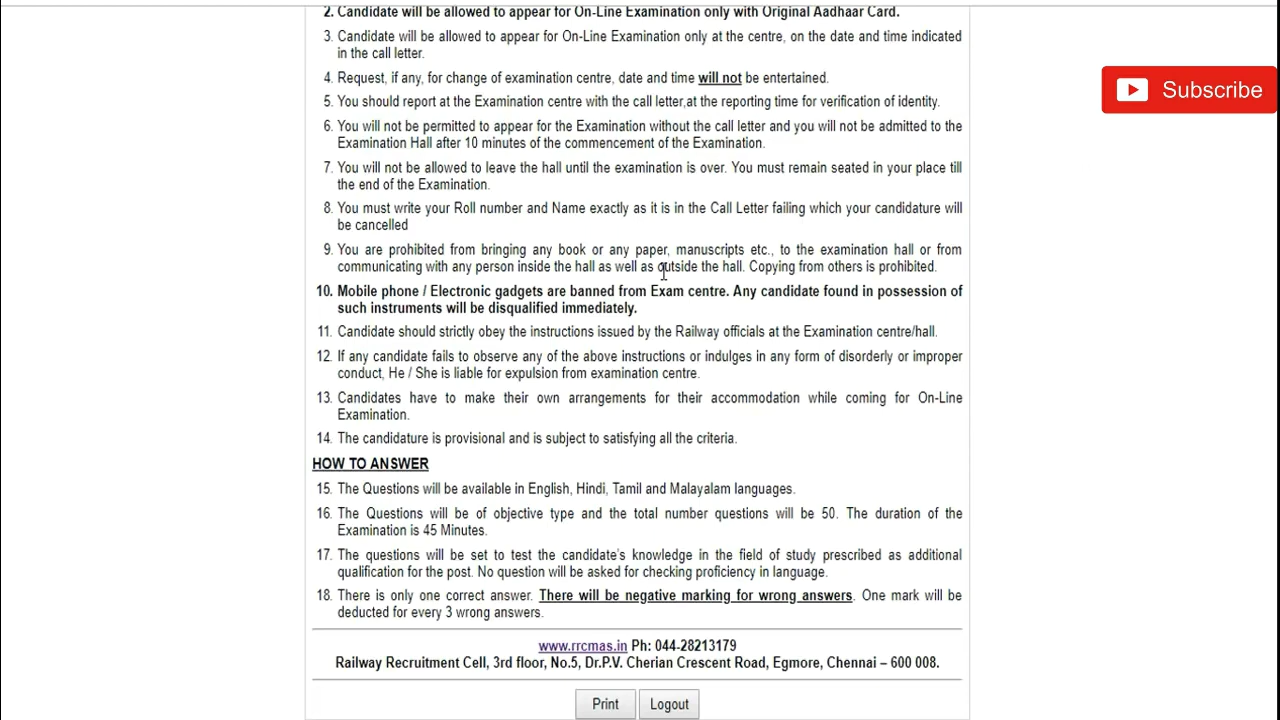 2. Candidate will be allowed to appear for On-Line Examination only with Original Aadhaar Card.
3. Candidate will be allowed to appear for On-Line Examination only at the centre, on the date and time indicated
in the call letter.
4. Request, if any, for change of examination centre, date and time will not be entertained.
5. You should report at the Examination centre with the call letter,at the reporting time for verification of identity.
6. You will not be permitted to appear for the Examination without the call letter and you will not be admitted to the
Examination Hall after 10 minutes of the commencement of the Examination.
7. You will not be allowed to leave the hall until the examination is over. You must remain seated in your place till
the end of the Examination.
8. You must write your Roll number and Name exactly as it is in the Call Letter failing which your candidature will
be cancelled
9. You are prohibited from bringing any book or any paper, manuscripts etc., to the examination hall or from
communicating with any person inside the hall as well as outside the hall. Copying from others is prohibited.
10. Mobile phone / Electronic gadgets are banned from Exam centre. Any candidate found in possession of
such instruments will be disqualified immediately.
11. Candidate should strictly obey the instructions issued by the Railway officials at the Examination centre/hall.
12. If any candidate fails to observe any of the above instructions or indulges in any form of disorderly or improper
conduct, He / She is liable for expulsion from examination centre.
13. Candidates have to make their own arrangements for their accommodation while coming for On-Line
Examination.
14. The candidature is provisional and is subject to satisfying all the criteria.
HOW TO ANSWER
15. The Questions will be available in English, Hindi, Tamil and Malayalam languages.
16. The Questions will be of objective type and the total number questions will be 50. The duration of the
Examination is 45 Minutes.
17. The questions will be set to test the candidate's knowledge in the field of study prescribed as additional
qualification for the post. No question will be asked for checking proficiency in language.
18. There is only one correct answer. There will be negative marking for wrong answers. One mark will be
deducted for every 3 wrong answers.
www.rrcmas.in Ph: 044-28213179
Railway Recruitment Cell, 3rd floor, No.5, Dr.P.V. Cherian Crescent Road, Egmore, Chennai – 600 008.
Print Logout
Subscribe